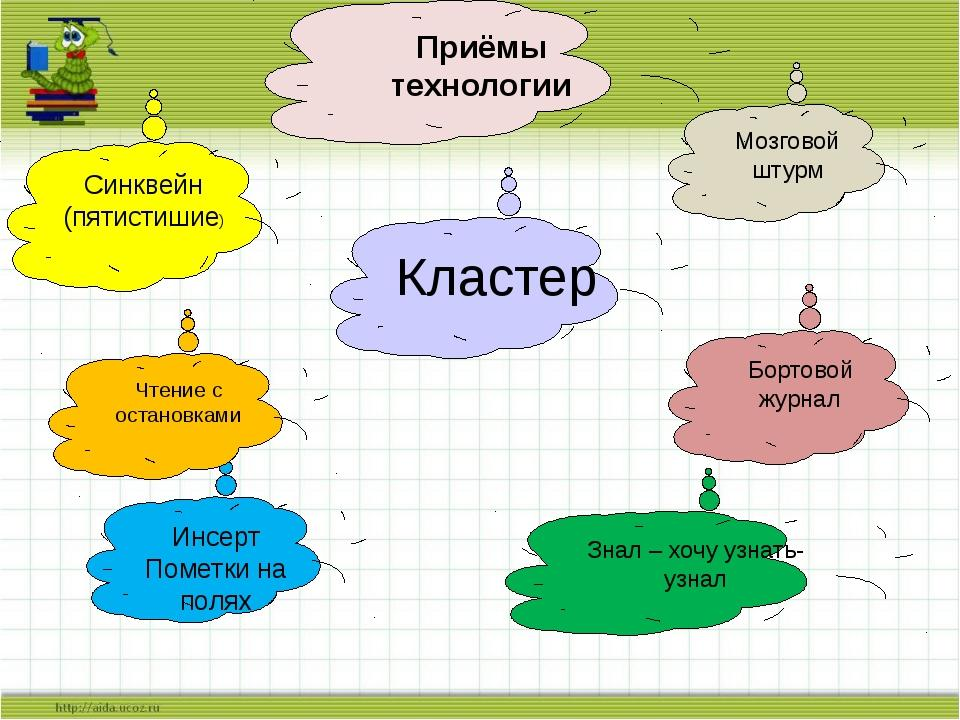 Приёмы
технологии
Мозговой
штурм
Синквейн
(пятистишие)
Кластер
Чтение с
остановками
Бортовой
журнал
Инсерт
Пометки на
полях
Знал – хочу узнать-
узнал
http://aida.ucoz.ru